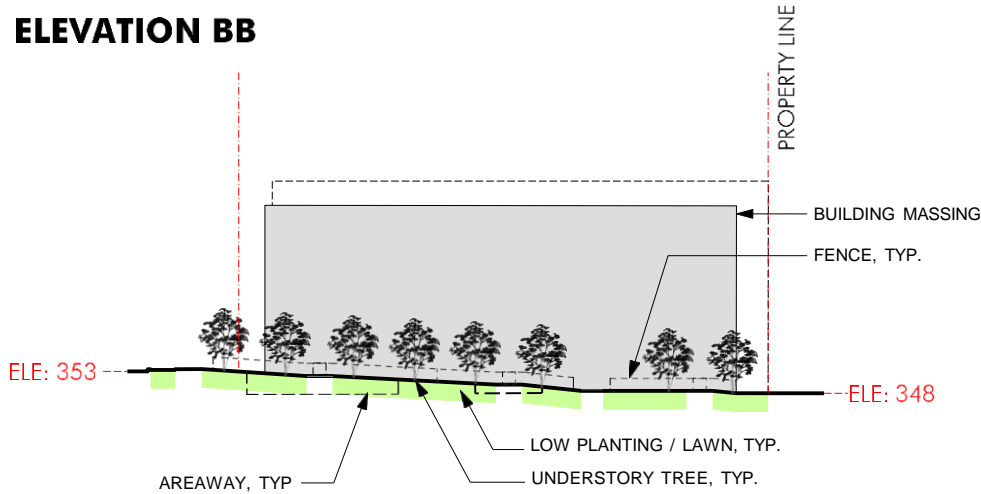 ELEVATION BB
PROPERTY LINE
BUILDING MASSING
FENCE, TYP.
ELE: 353
ELE: 348
LOW PLANTING / LAWN, TYP.
UNDERSTORY TREE, TYP.
AREAWAY, TYP